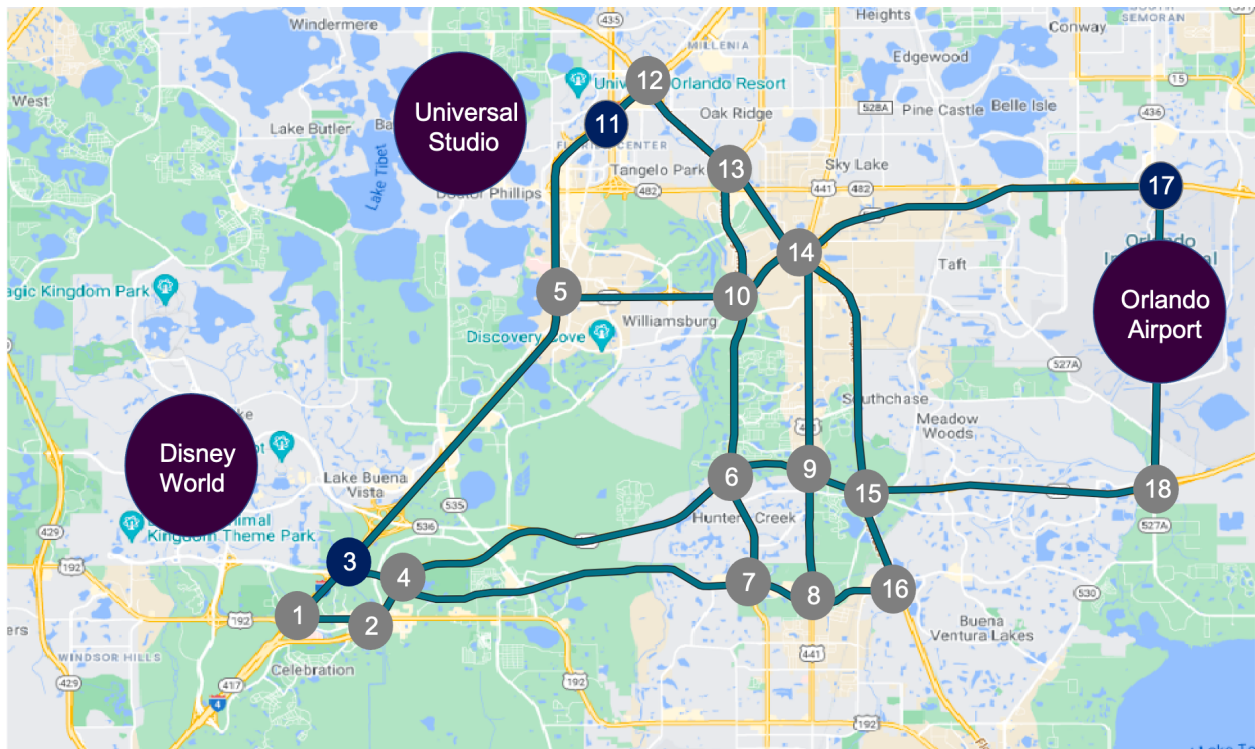 Windermere
435
MILLENIA
Heights
SOUTH
SEMORAN
Conway
Edgewood
12
Orlando Resort
15
West
Universal
Studio
11
Oak Ridge
528A
Pine Castle
Belle Isle
436
Lake Butler
CENTER
Tangelo Park
13
Sky Lake
482
441
482
17
Lake Tibet
Phillips
14
Taft
Orlando
5
10
Magic Kingdom Park
Williamsburg
Orlando
Airport
Discovery Cove
527A
Southchase
Meadow
Woods
Disney
World
6
9
15
18
Lake Buena
Vista
535
536
429
Hunter
Creek
527A
Animal
Kingdom Theme Park
192
3
4
7
8
16
530
1
2
192
Buena
Ventura Lakes
WINDSOR HILLS
Celebration
441
429
417
4
192
192